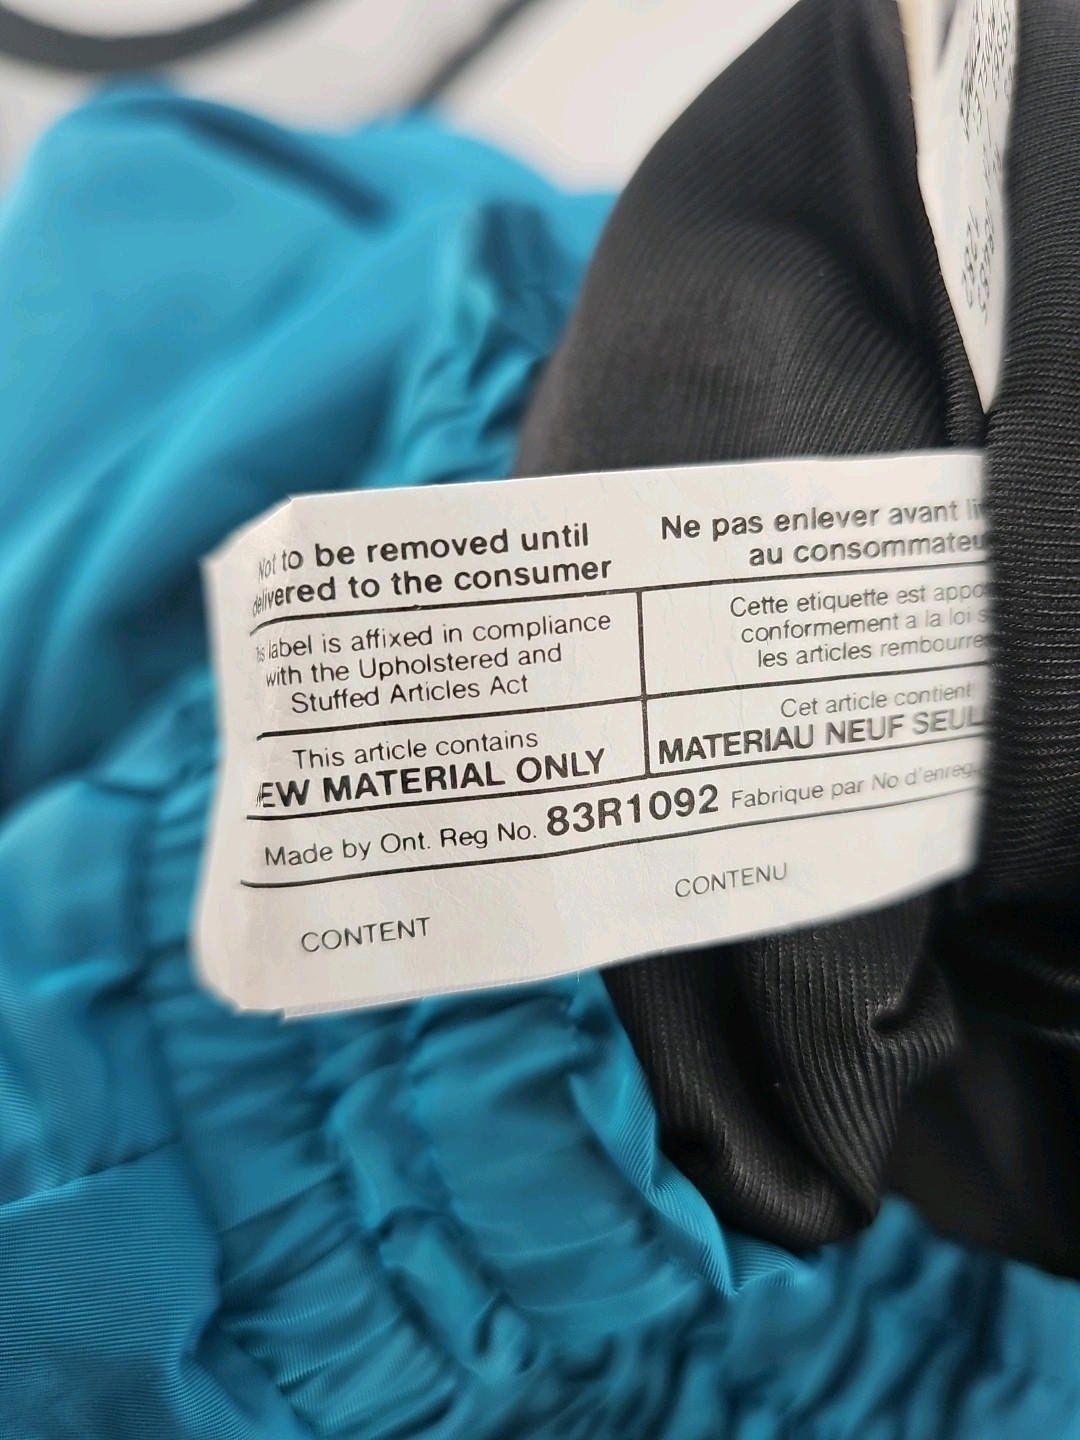 Not to be removed until
delivered to the consumer
Ne pas enlever avant li
au consommateu
label is affixed in compliance
with the Upholstered and
Stuffed Articles Act
Cette etiquette est appo
conformement a la loi s
les articles rembourre
This article contains
EW MATERIAL ONLY
Cet article contient
MATERIAU NEUF SEUL
Made by Ont. Reg No. 83R1092 Fabrique par No d'enreg.
CONTENT
CONTENU